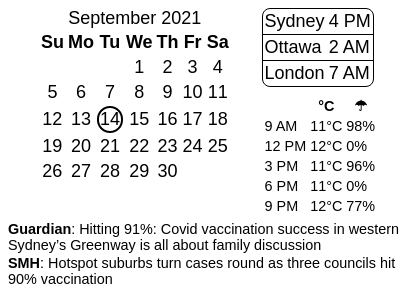 September 2021
Su Mo Tu We Th Fr Sa
1 2 3 4
5 6 7 8 9 10 11
12 13 14 15 16 17 18
19 20 21 22 23 24 25
26 27 28 29 30
Sydney 4 PM
Ottawa 2 AM
London 7 AM
°C ☂
9 AM 11°C 98%
12 PM 12°C 0%
3 PM 11°C 96%
6 PM 11°C 0%
9 PM 12°C 77%
Guardian: Hitting 91%: Covid vaccination success in western
Sydney's Greenway is all about family discussion
SMH: Hotspot suburbs turn cases round as three councils hit
90% vaccination